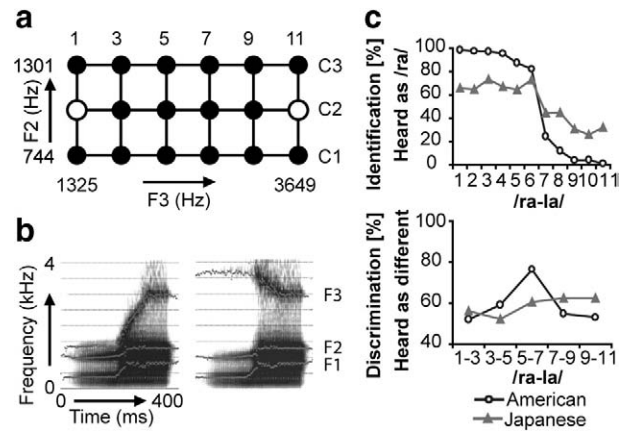 a
1 3 5 7 9 11
1301 C3
F2 (Hz)
C2
744 C1
1325 3649
F3 (Hz)
b
4
Frequency (kHz)
0
F3
F2
F1
0 Time (ms) 400
c
Identification [%]
Heard as /ra/
100
80
60
40
20
0
1 2 3 4 5 6 7 8 9 10 11
/ra-la/
Discrimination [%]
Heard as different
100
80
60
40
1-3 3-5 5-7 7-9 9-11
/ra-la/
American
Japanese